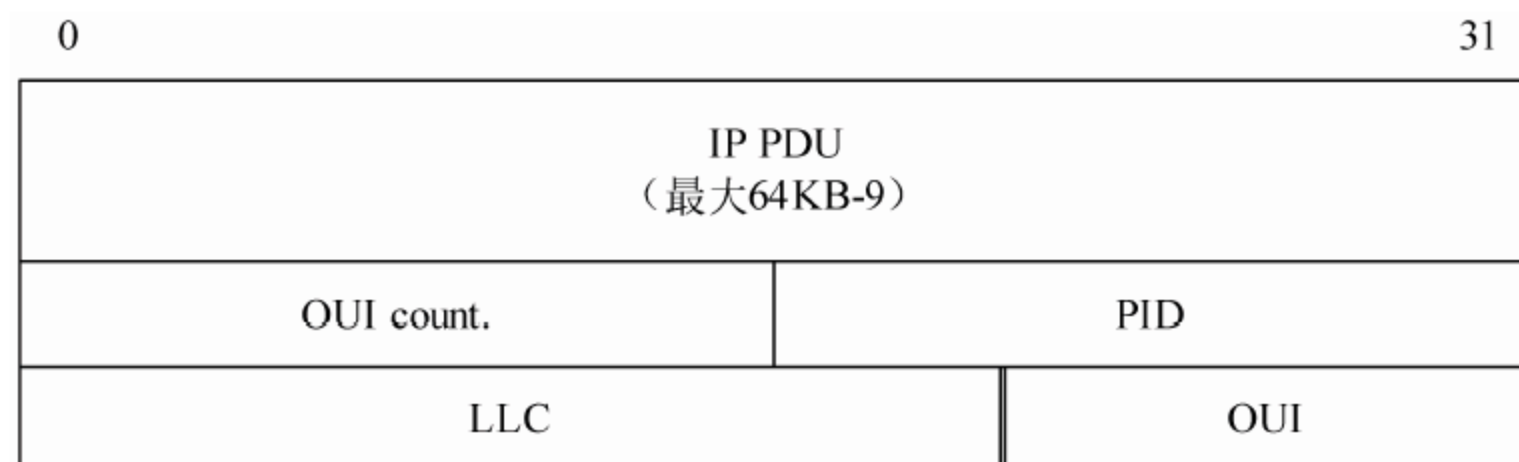 0 31
IP PDU
（最大64KB-9）
OUI count. PID
LLC OUI